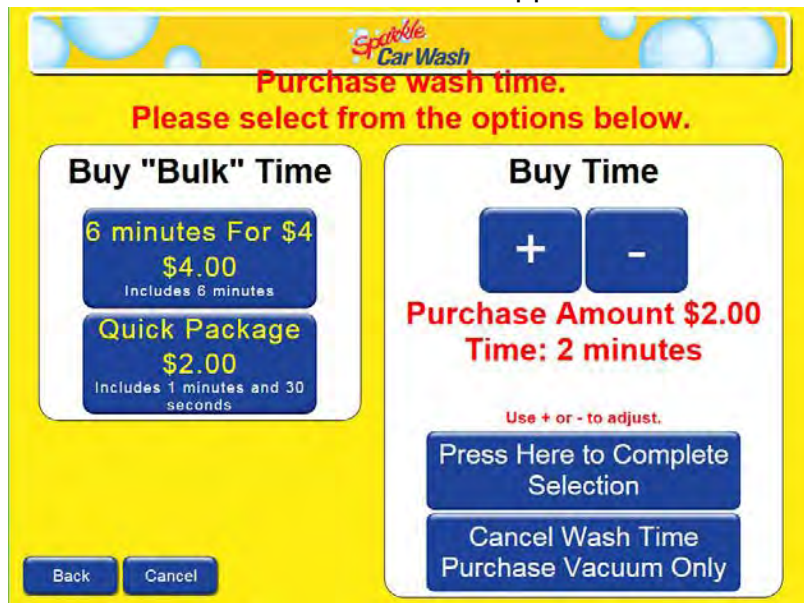 Sparkle
Car Wash
Purchase wash time.
Please select from the options below.
Buy "Bulk" Time
6 minutes For $4
$4.00
Includes 6 minutes
Quick Package
$2.00
Includes 1 minutes and 30
seconds
Buy Time
+ -
Purchase Amount $2.00
Time: 2 minutes
Use + or - to adjust.
Press Here to Complete
Selection
Cancel Wash Time
Purchase Vacuum Only
Back Cancel